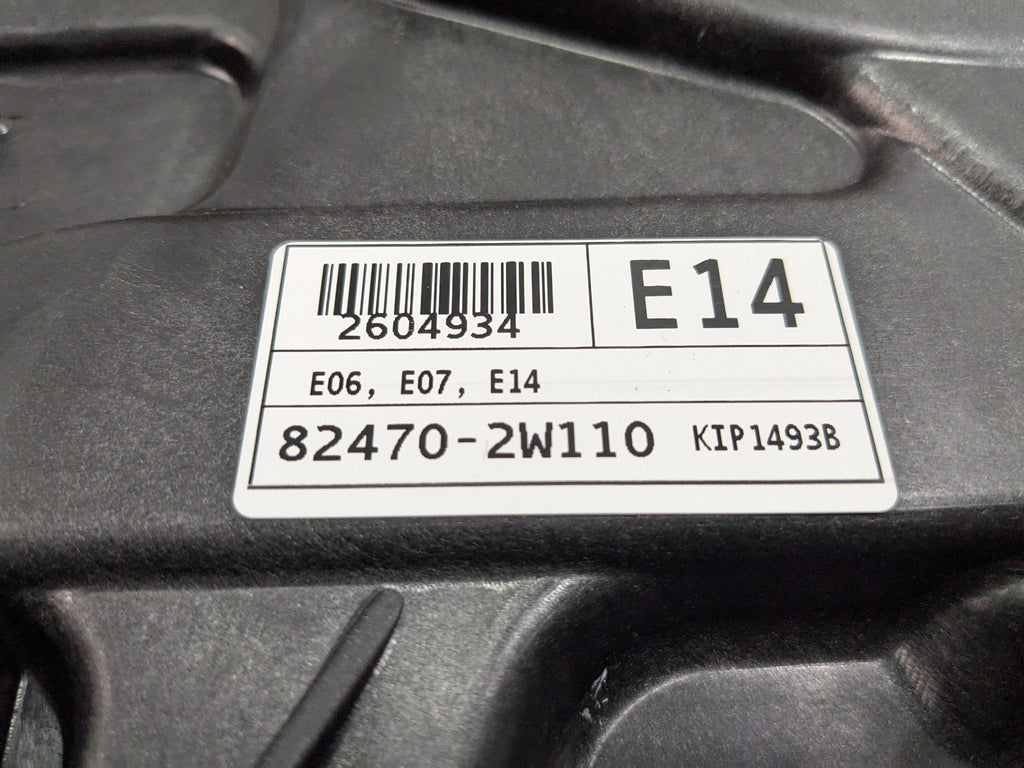 2604934
E14
E06, E07, E14
82470-2W110 KIP1493B